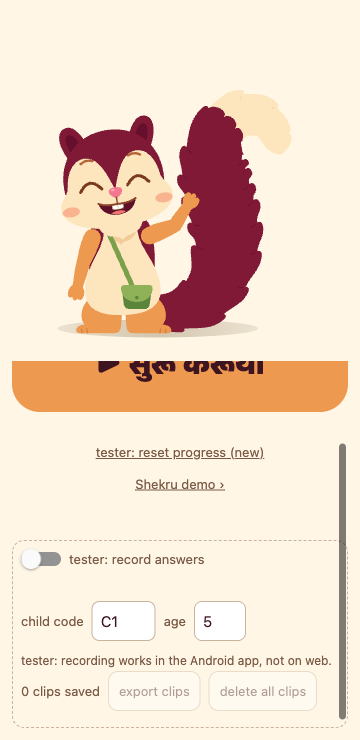 ▶ सुरू करूया
tester: reset progress (new)
Shekru demo ›
tester: record answers
child code C1 age 5
tester: recording works in the Android app, not on web.
0 clips saved export clips delete all clips